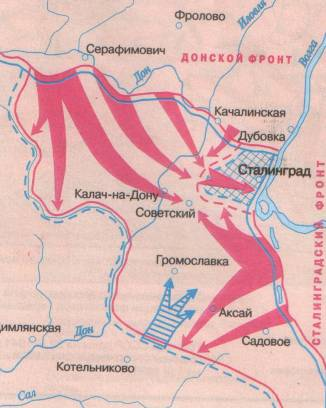 Фролово
Иловля
Волга
Серафимович
ДОНСКОЙ ФРОНТ
Дон
Качалинская
Дубовка
Сталинград
Калач-на-Дону
Советский
СТАЛИНГРАДСКИЙ ФРОНТ
Громославка
Аксай
Садовое
имлянская
Дон
Котельниково
Сал